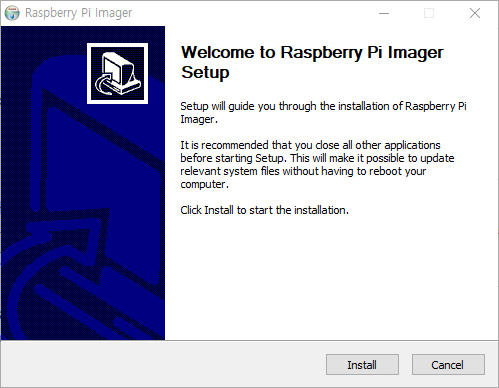 Raspberry Pi Imager
Welcome to Raspberry Pi Imager
Setup
Setup will guide you through the installation of Raspberry Pi
Imager.
It is recommended that you close all other applications
before starting Setup. This will make it possible to update
relevant system files without having to reboot your
computer.
Click Install to start the installation.
Install
Cancel